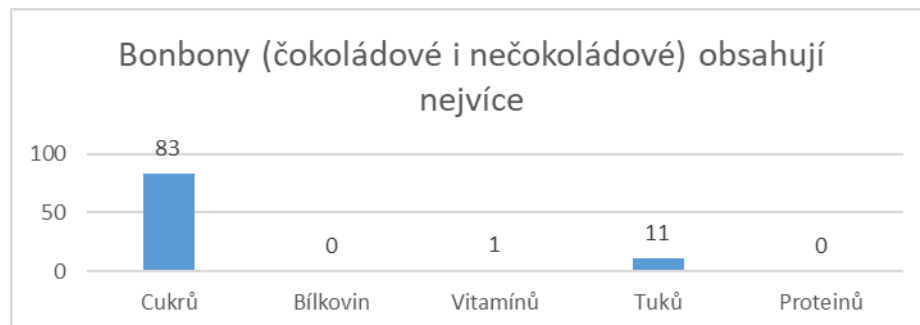 Bonbony (čokoládové i nečokoládové) obsahují
nejvíce
100
50
0
83
0
1
11
0
Cukrů
Bílkovin
Vitamínů
Tuků
Proteinů